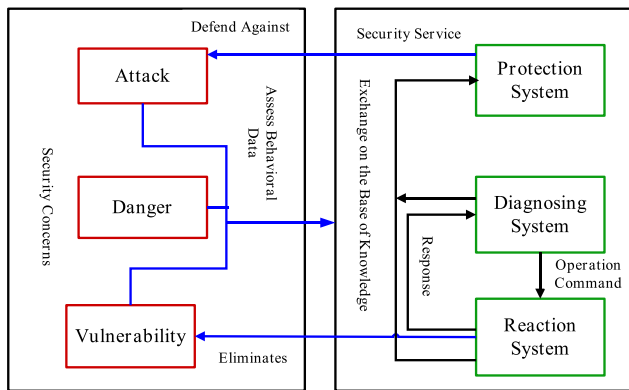 Defend Against
Security Service
Attack
Protection
System
Assess Behavioral
Data
Exchange on the Base of Knowledge
Security Concerns
Danger
Diagnosing
System
Response
Operation
Command
Vulnerability
Eliminates
Reaction
System